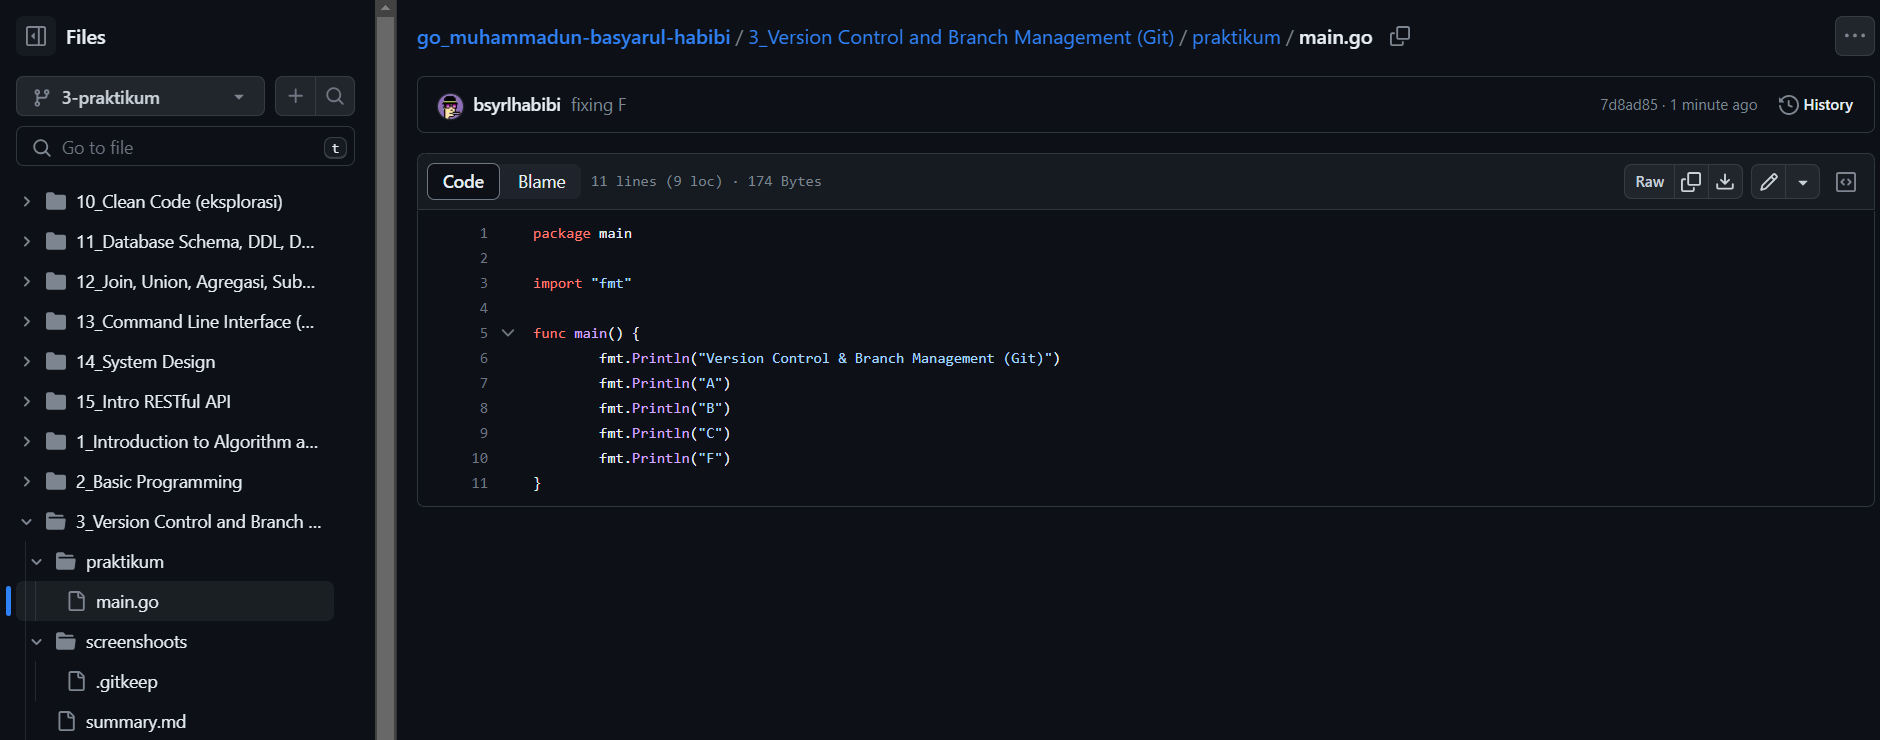 Files
3-praktikum
Go to file
t
10_Clean Code (eksplorasi)
11_Database Schema, DDL, D...
12_Join, Union, Agregasi, Sub...
13_Command Line Interface (...
14_System Design
15_Intro RESTful API
1_Introduction to Algorithm a...
2_Basic Programming
3_Version Control and Branch ...
praktikum
main.go
screenshoots
.gitkeep
summary.md
go_muhammadun-basyarul-habibi / 3_Version Control and Branch Management (Git) / praktikum / main.go
bsyrlhabibi fixing F 7d8ad85 · 1 minute ago History
Code Blame 11 lines (9 loc) · 174 Bytes Raw
1 package main
2
3 import "fmt"
4
5 func main() {
6 fmt.Println("Version Control & Branch Management (Git)")
7 fmt.Println("A")
8 fmt.Println("B")
9 fmt.Println("C")
10 fmt.Println("F")
11 }